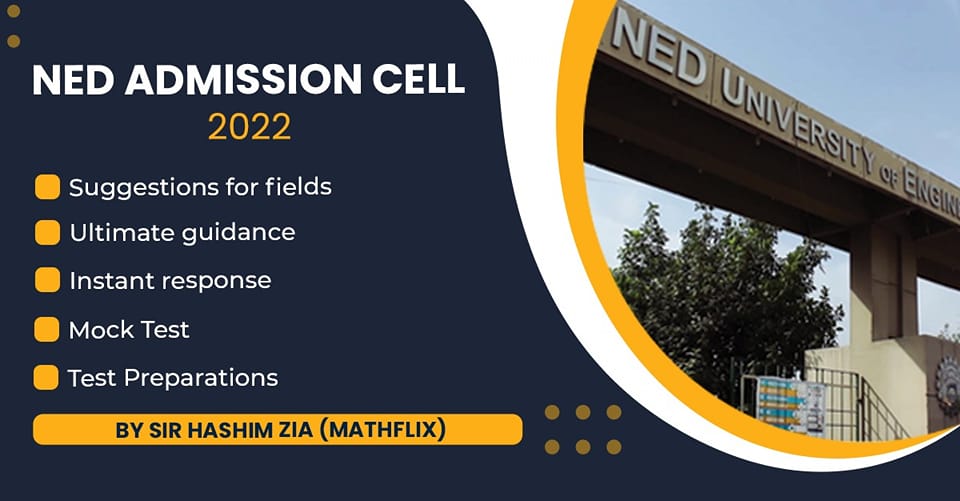 NED ADMISSION CELL
2022
Suggestions for fields
Ultimate guidance
Instant response
Mock Test
Test Preparations
BY SIR HASHIM ZIA (MATHFLIX)
NED UNIVERSITY OF ENGINE